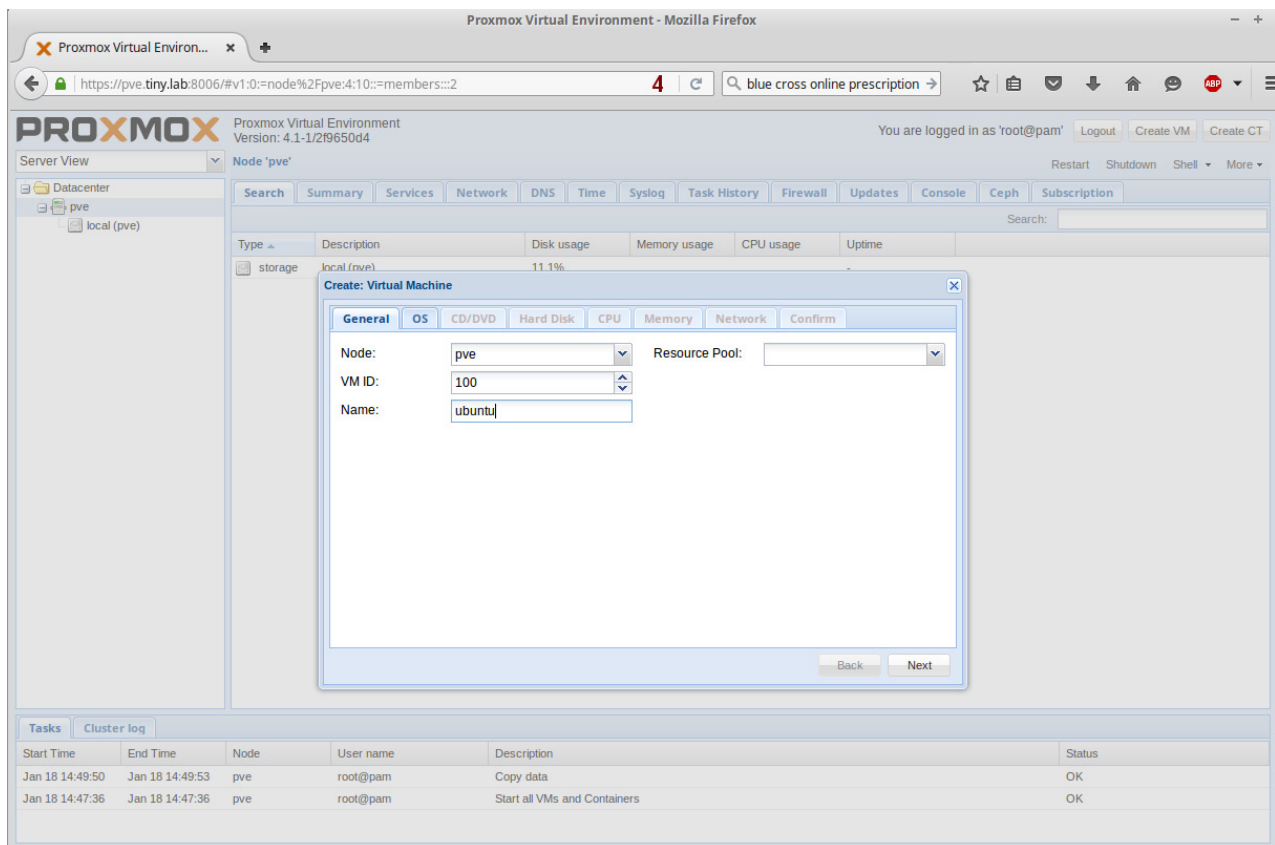 Proxmox Virtual Environment - Mozilla Firefox
Proxmox Virtual Environ...
https://pve.tiny.lab:8006/#v1:0:=node%2Fpve:4:10::=members:::2 4 blue cross online prescription
ABP
PROXMOX Proxmox Virtual Environment
Version: 4.1-1/2f9650d4
You are logged in as 'root@pam' Logout Create VM Create CT
Server View Node 'pve' Restart Shutdown Shell More
Datacenter
pve
local (pve)
Search Summary Services Network DNS Time Syslog Task History Firewall Updates Console Ceph Subscription
Search:
Type Description Disk usage Memory usage CPU usage Uptime
storage local (pve) 11.1% -
Create: Virtual Machine
General OS CD/DVD Hard Disk CPU Memory Network Confirm
Node: pve Resource Pool:
VM ID: 100
Name: ubuntu
Back Next
Tasks Cluster log
Start Time End Time Node User name Description Status
Jan 18 14:49:50 Jan 18 14:49:53 pve root@pam Copy data OK
Jan 18 14:47:36 Jan 18 14:47:36 pve root@pam Start all VMs and Containers OK